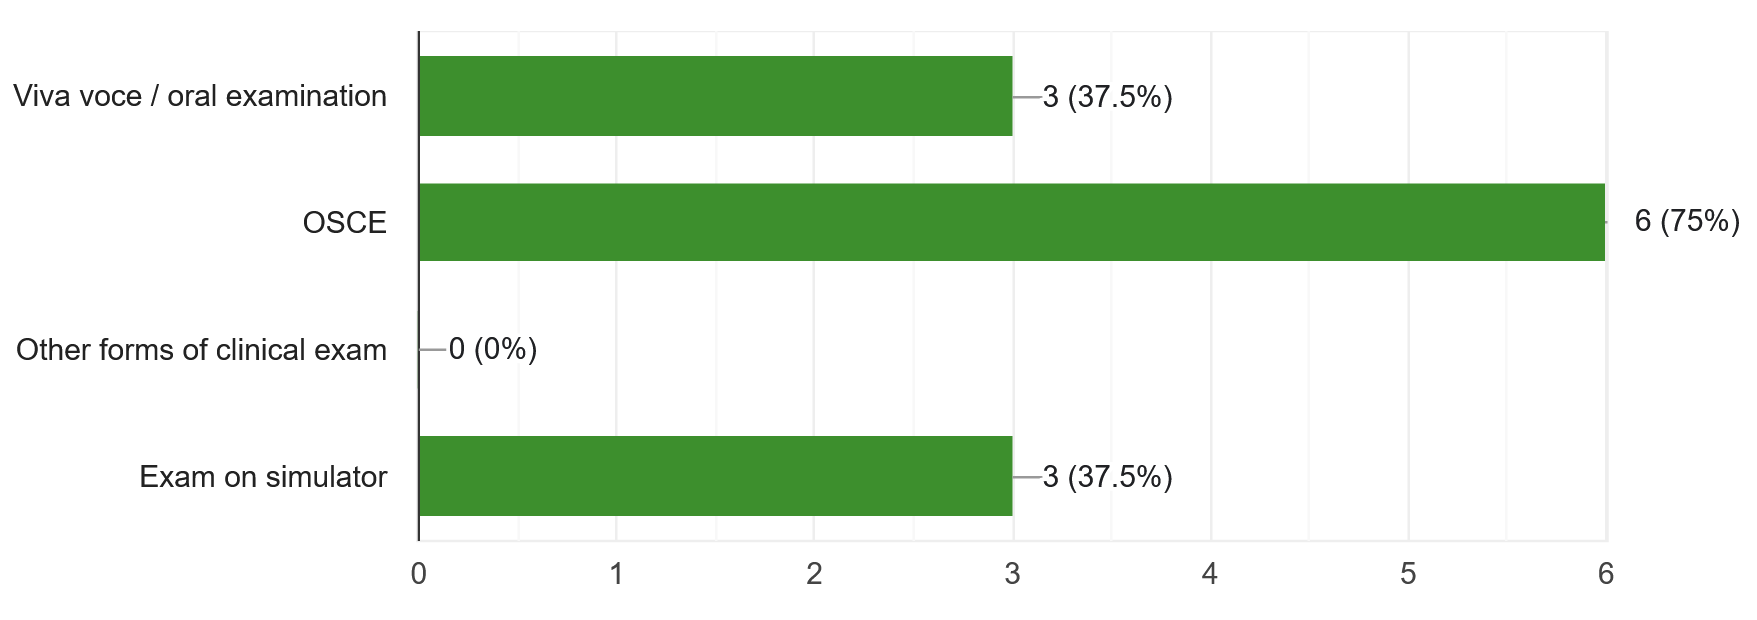 Viva voce / oral examination
3 (37.5%)
OSCE
6 (75%)
Other forms of clinical exam
0 (0%)
Exam on simulator
3 (37.5%)
0 1 2 3 4 5 6